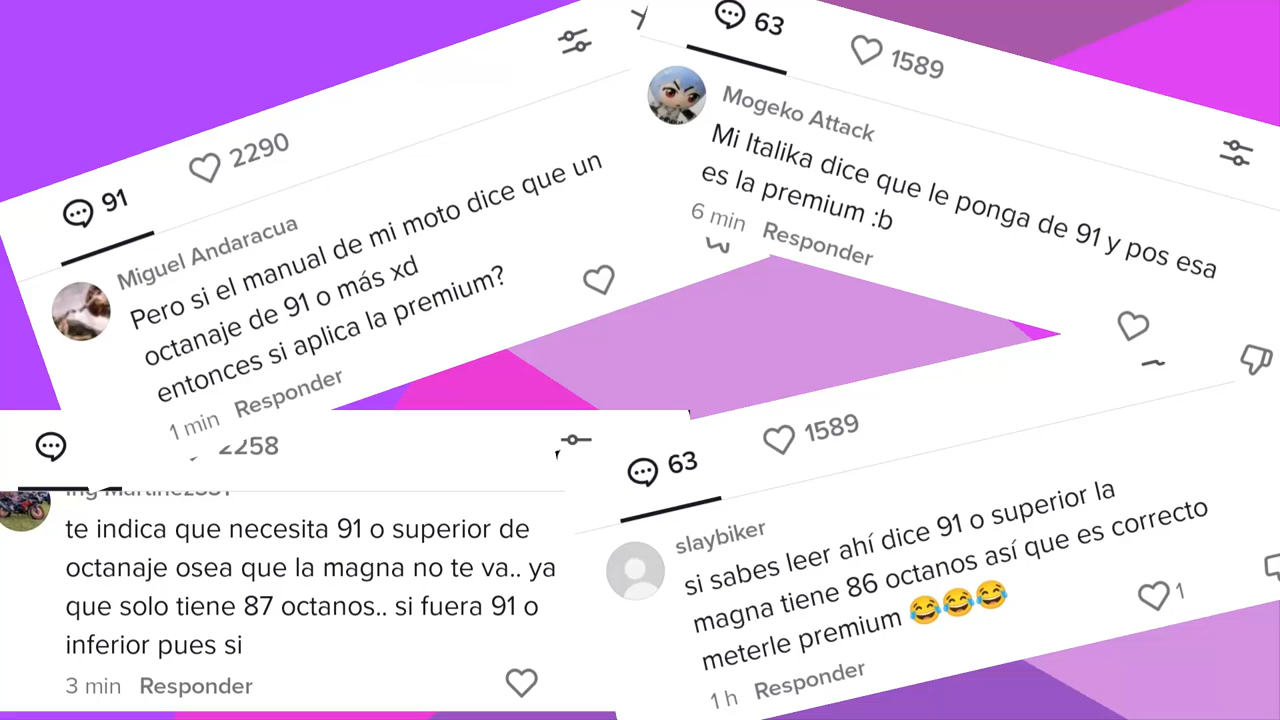 91
2290
Miguel Andaracua
Pero si el manual de mi moto dice que un
octanaje de 91 o más xd
entonces si aplica la premium?
1 min Responder
63
1589
Mogeko Attack
Mi Italika dice que le ponga de 91 y pos esa
es la premium :b
6 min Responder
2258
te indica que necesita 91 o superior de
octanaje osea que la magna no te va.. ya
que solo tiene 87 octanos.. si fuera 91 o
inferior pues si
3 min Responder
63
1589
slaybiker
si sabes leer ahí dice 91 o superior la
magna tiene 86 octanos así que es correcto
meterle premium 😂😂😂
1
1 h Responder